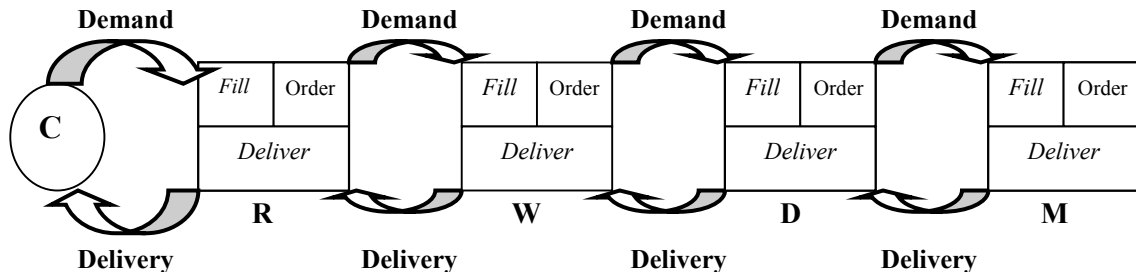 Demand Demand Demand Demand
C Fill Order Fill Order Fill Order Fill Order
Deliver Deliver Deliver Deliver
R W D M
Delivery Delivery Delivery Delivery